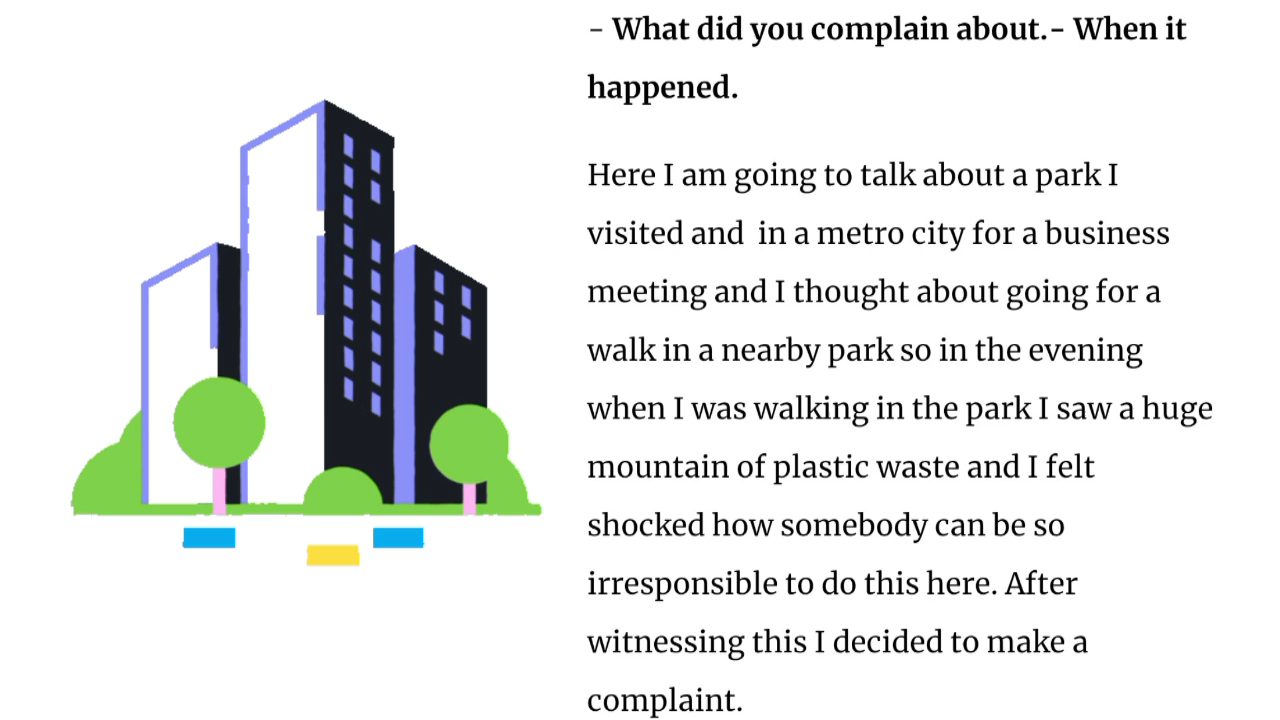 - What did you complain about.- When it
happened.
Here I am going to talk about a park I
visited and  in a metro city for a business
meeting and I thought about going for a
walk in a nearby park so in the evening
when I was walking in the park I saw a huge
mountain of plastic waste and I felt
shocked how somebody can be so
irresponsible to do this here. After
witnessing this I decided to make a
complaint.